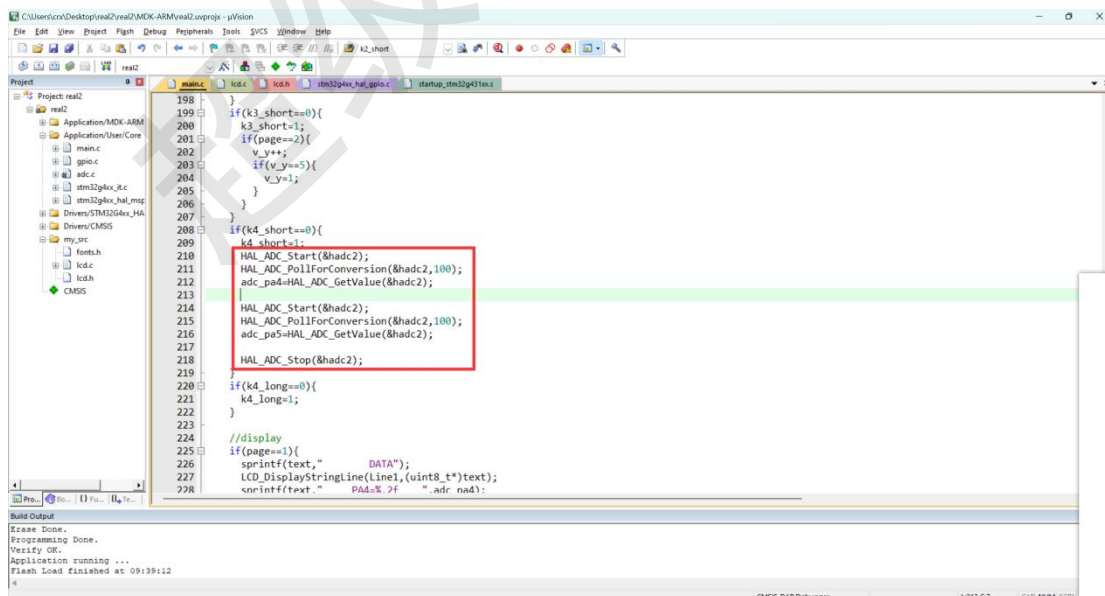 C:\Users\crx\Desktop\real2\real2\MDK-ARM\real2.uvprojx - µVision
File Edit View Project Flash Debug Peripherals Tools SVCS Window Help
k2_short
real2
Project
main.c lcd.c lcd.h stm32g4xx_hal_gpio.c startup_stm32g431xx.s
Project: real2
real2
Application/MDK-ARM
Application/User/Core
main.c
gpio.c
adc.c
stm32g4xx_it.c
stm32g4xx_hal_msp
Drivers/STM32G4xx_HA
Drivers/CMSIS
my_src
fonts.h
lcd.c
lcd.h
CMSIS
198 }
199 if(k3_short==0){
200 k3_short=1;
201 if(page==2){
202 v_y++;
203 if(v_y==5){
204 v_y=1;
205 }
206 }
207 }
208 if(k4_short==0){
209 k4_short=1;
210 HAL_ADC_Start(&hadc2);
211 HAL_ADC_PollForConversion(&hadc2,100);
212 adc_pa4=HAL_ADC_GetValue(&hadc2);
213
214 HAL_ADC_Start(&hadc2);
215 HAL_ADC_PollForConversion(&hadc2,100);
216 adc_pa5=HAL_ADC_GetValue(&hadc2);
217
218 HAL_ADC_Stop(&hadc2);
219 }
220 if(k4_long==0){
221 k4_long=1;
222 }
223
224 //display
225 if(page==1){
226 sprintf(text," DATA");
227 LCD_DisplayStringLine(Line1,(uint8_t*)text);
228 sprintf(text," PA4=%.2f ",adc_pa4);
Pro... Bo... {} Fu... Te...
Build Output
Erase Done.
Programming Done.
Verify OK.
Application running ...
Flash Load finished at 09:39:12